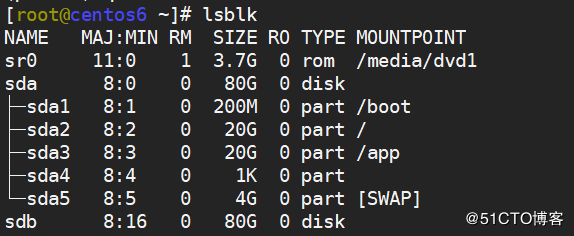 [root@centos6 ~]# lsblk
NAME   MAJ:MIN RM  SIZE RO TYPE MOUNTPOINT
sr0     11:0    1  3.7G  0 rom  /media/dvd1
sda      8:0    0   80G  0 disk
├─sda1   8:1    0  200M  0 part /boot
├─sda2   8:2    0   20G  0 part /
├─sda3   8:3    0   20G  0 part /app
├─sda4   8:4    0    1K  0 part
└─sda5   8:5    0    4G  0 part [SWAP]
sdb      8:16   0   80G  0 disk
@51CTO博客